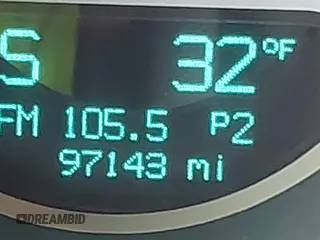 S 32°F
FM 105.5 P2
97143 mi
DREAMBID